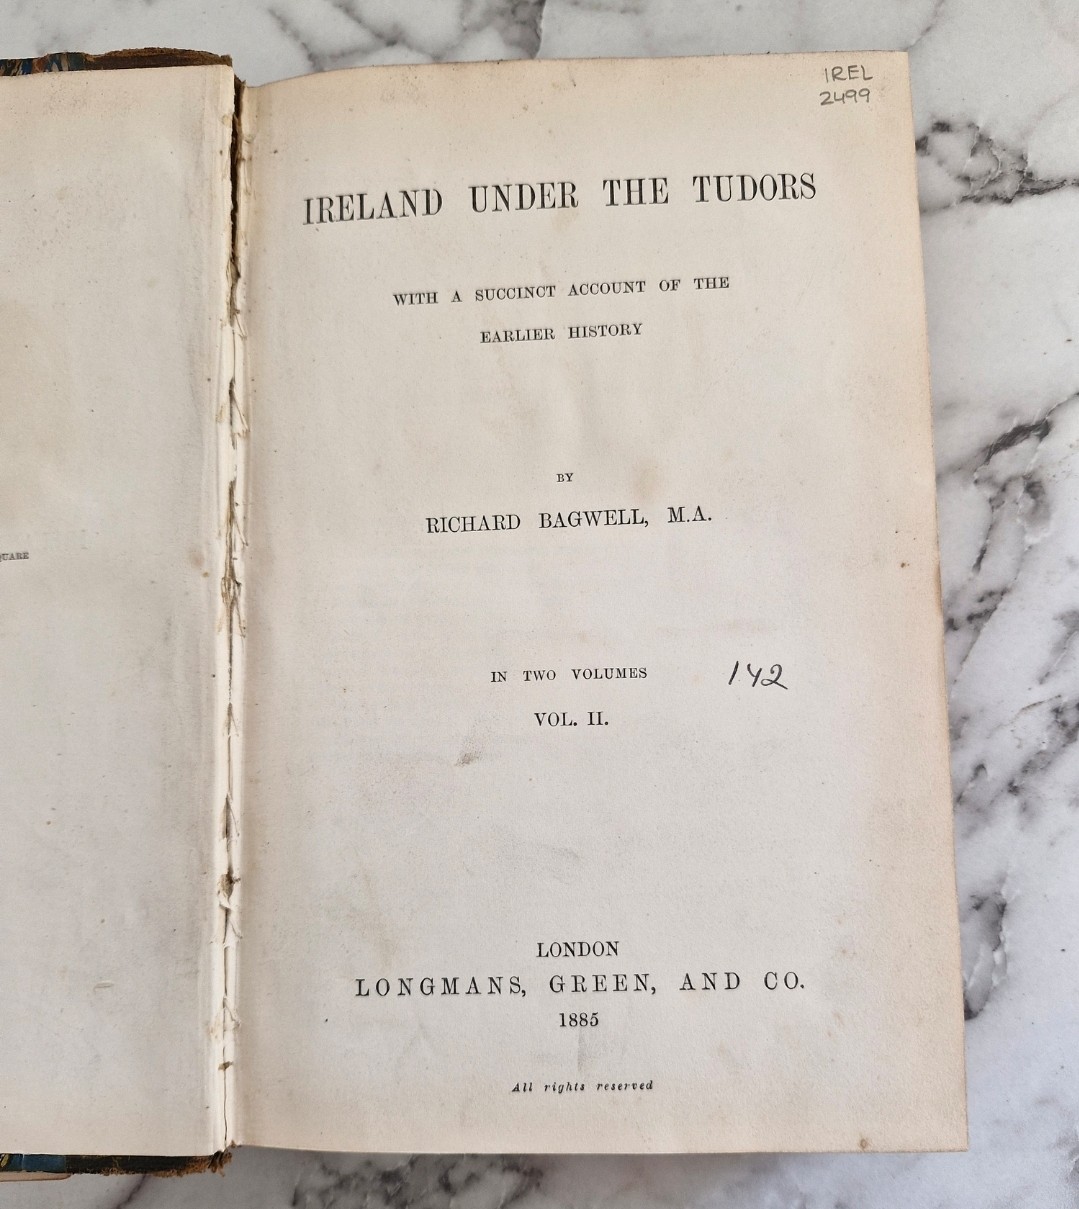 IREL
2499
IRELAND UNDER THE TUDORS
WITH A SUCCINCT ACCOUNT OF THE
EARLIER HISTORY
BY
RICHARD BAGWELL, M.A.
IN TWO VOLUMES
142
VOL. II.
LONDON
LONGMANS, GREEN, AND CO.
1885
All rights reserved